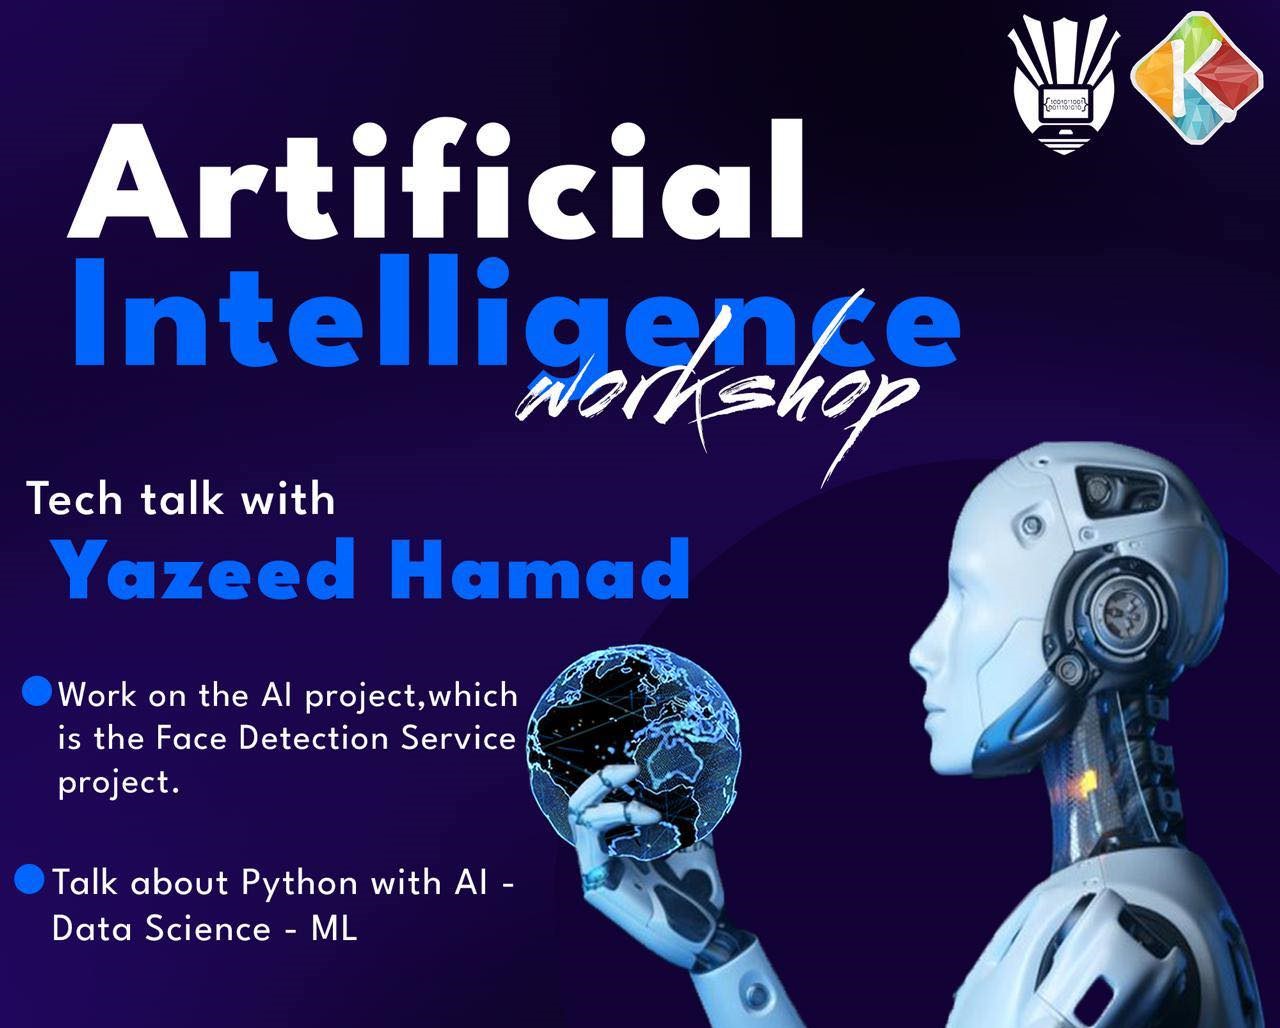 K
Artificial
Intelligence
workshop
Tech talk with
Yazeed Hamad
Work on the AI project,which
is the Face Detection Service
project.
Talk about Python with AI -
Data Science - ML